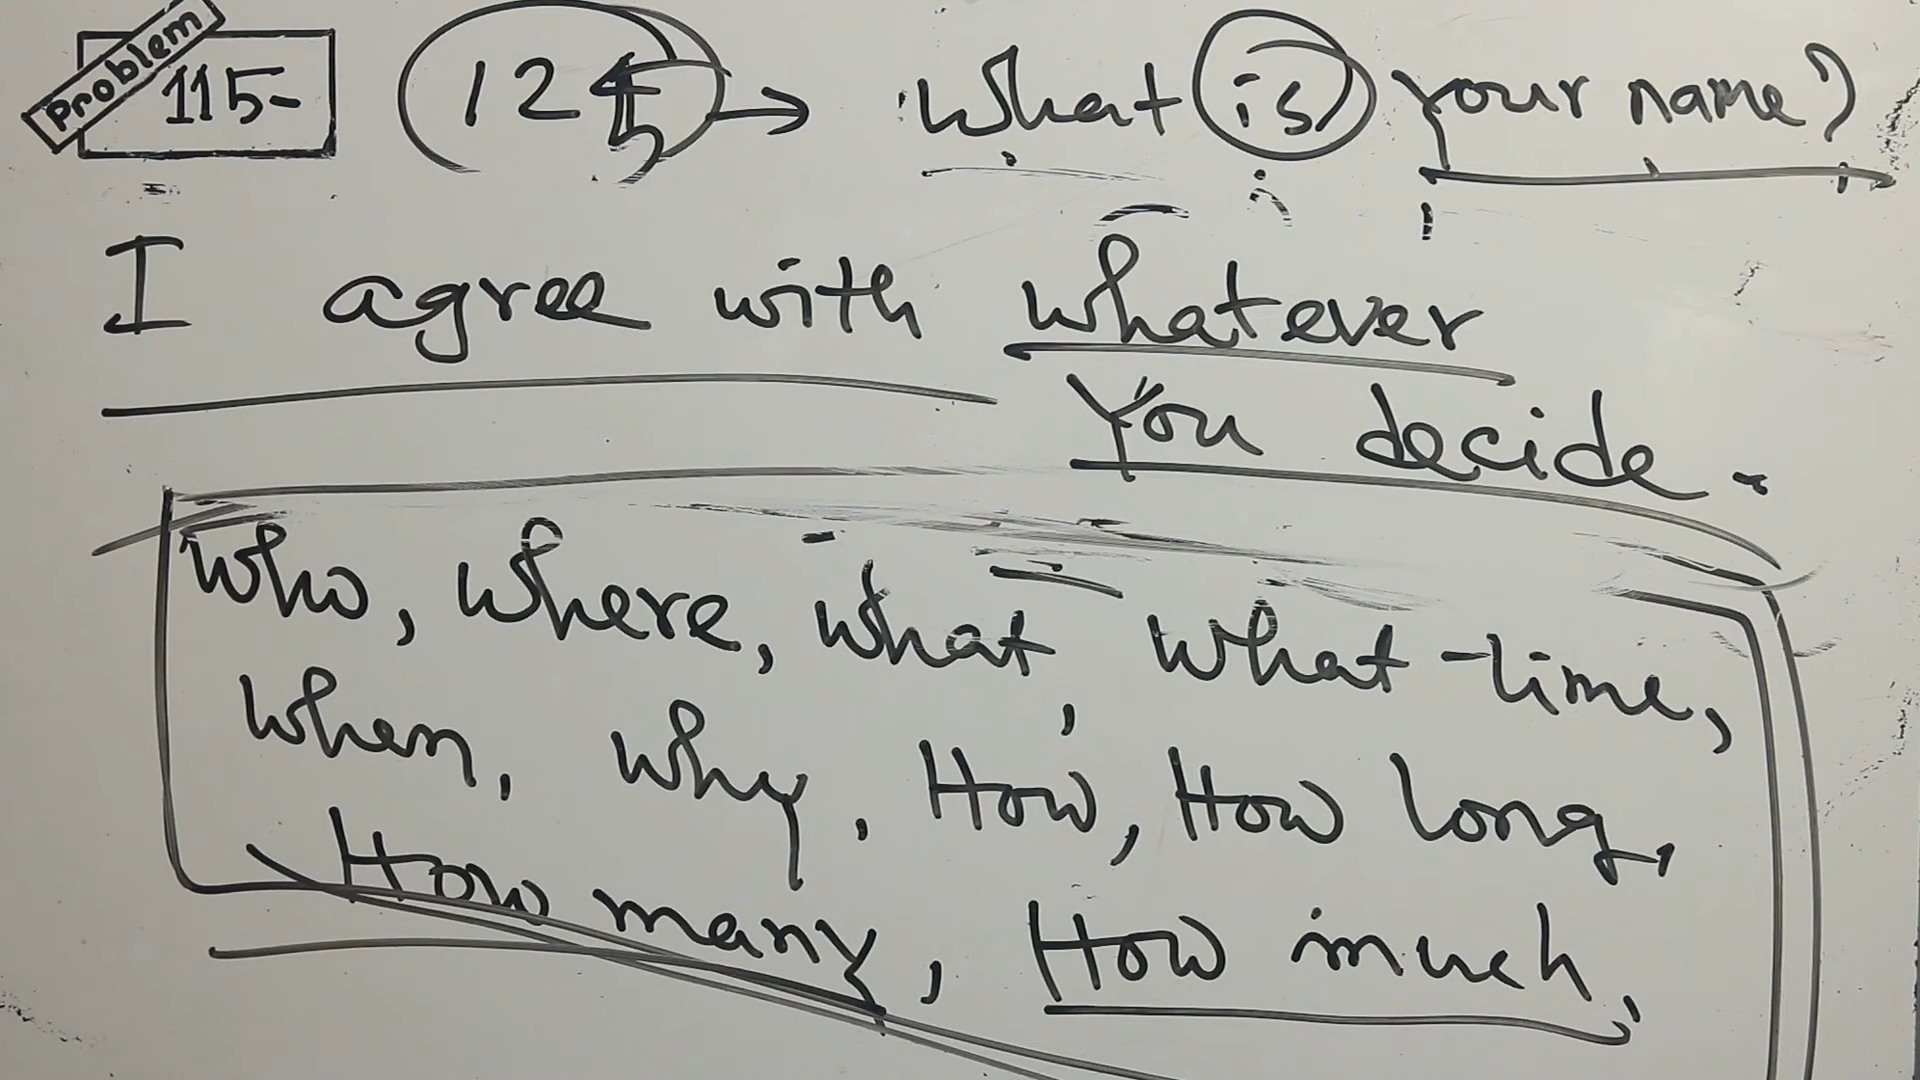 Problem
115- 125 → What is your name?
I agree with whatever
You decide.
Who, where, what, what-time,
when, why, How, How long,
How many, How much,